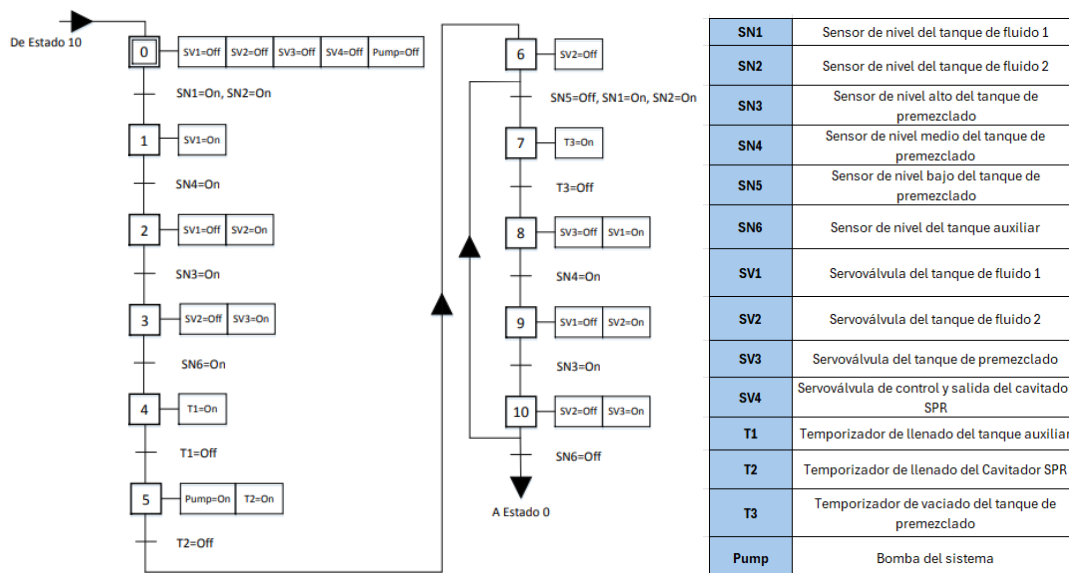 De Estado 10
0
SV1=Off SV2=Off SV3=Off SV4=Off Pump=Off
SN1=On, SN2=On
1
SV1=On
SN4=On
2
SV1=Off SV2=On
SN3=On
3
SV2=Off SV3=On
SN6=On
4
T1=On
T1=Off
5
Pump=On T2=On
T2=Off
6
SV2=Off
SN5=Off, SN1=On, SN2=On
7
T3=On
T3=Off
8
SV3=Off SV1=On
SN4=On
9
SV1=Off SV2=On
SN3=On
10
SV2=Off SV3=On
SN6=Off
A Estado 0
SN1 Sensor de nivel del tanque de fluido 1
SN2 Sensor de nivel del tanque de fluido 2
SN3 Sensor de nivel alto del tanque de
premezclado
SN4 Sensor de nivel medio del tanque de
premezclado
SN5 Sensor de nivel bajo del tanque de
premezclado
SN6 Sensor de nivel del tanque auxiliar
SV1 Servoválvula del tanque de fluido 1
SV2 Servoválvula del tanque de fluido 2
SV3 Servoválvula del tanque de premezclado
SV4 Servoválvula de control y salida del cavitado
SPR
T1 Temporizador de llenado del tanque auxiliar
T2 Temporizador de llenado del Cavitador SPR
T3 Temporizador de vaciado del tanque de
premezclado
Pump Bomba del sistema